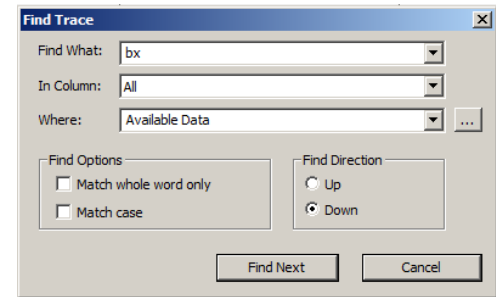 Find Trace
Find What: bx
In Column: All
Where: Available Data ...
Find Options
Match whole word only
Match case
Find Direction
Up
Down
Find Next Cancel